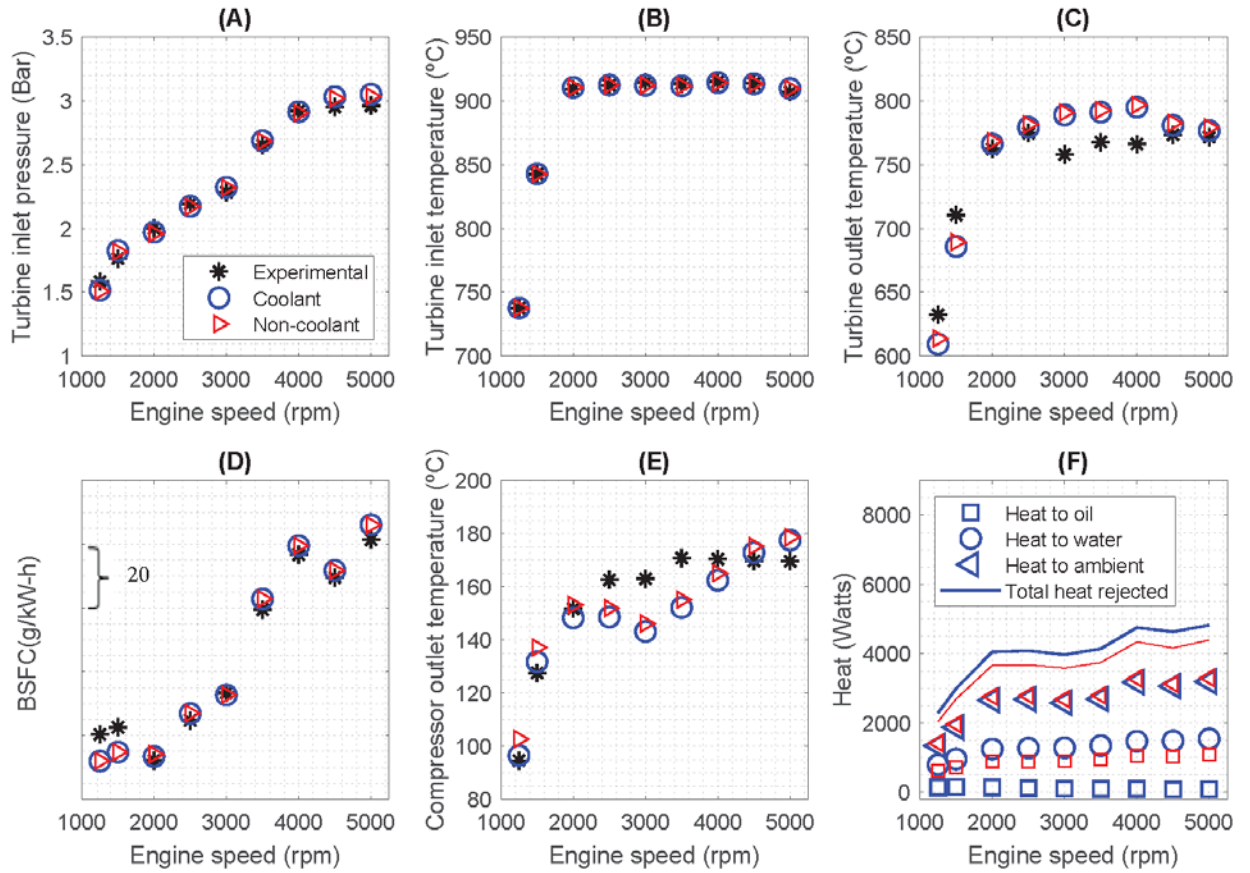 (A)
Turbine inlet pressure (Bar)
3.5
3
2.5
2
1.5
1
Experimental
Coolant
Non-coolant
1000 2000 3000 4000 5000
Engine speed (rpm)
(B)
Turbine inlet temperature (ºC)
950
900
850
800
750
700
1000 2000 3000 4000 5000
Engine speed (rpm)
(C)
Turbine outlet temperature (ºC)
850
800
750
700
650
600
1000 2000 3000 4000 5000
Engine speed (rpm)
(D)
BSFC(g/kW-h)
20
1000 2000 3000 4000 5000
Engine speed (rpm)
(E)
Compressor outlet temperature (ºC)
200
180
160
140
120
100
80
1000 2000 3000 4000 5000
Engine speed (rpm)
(F)
Heat (Watts)
8000
6000
4000
2000
0
Heat to oil
Heat to water
Heat to ambient
Total heat rejected
1000 2000 3000 4000 5000
Engine speed (rpm)